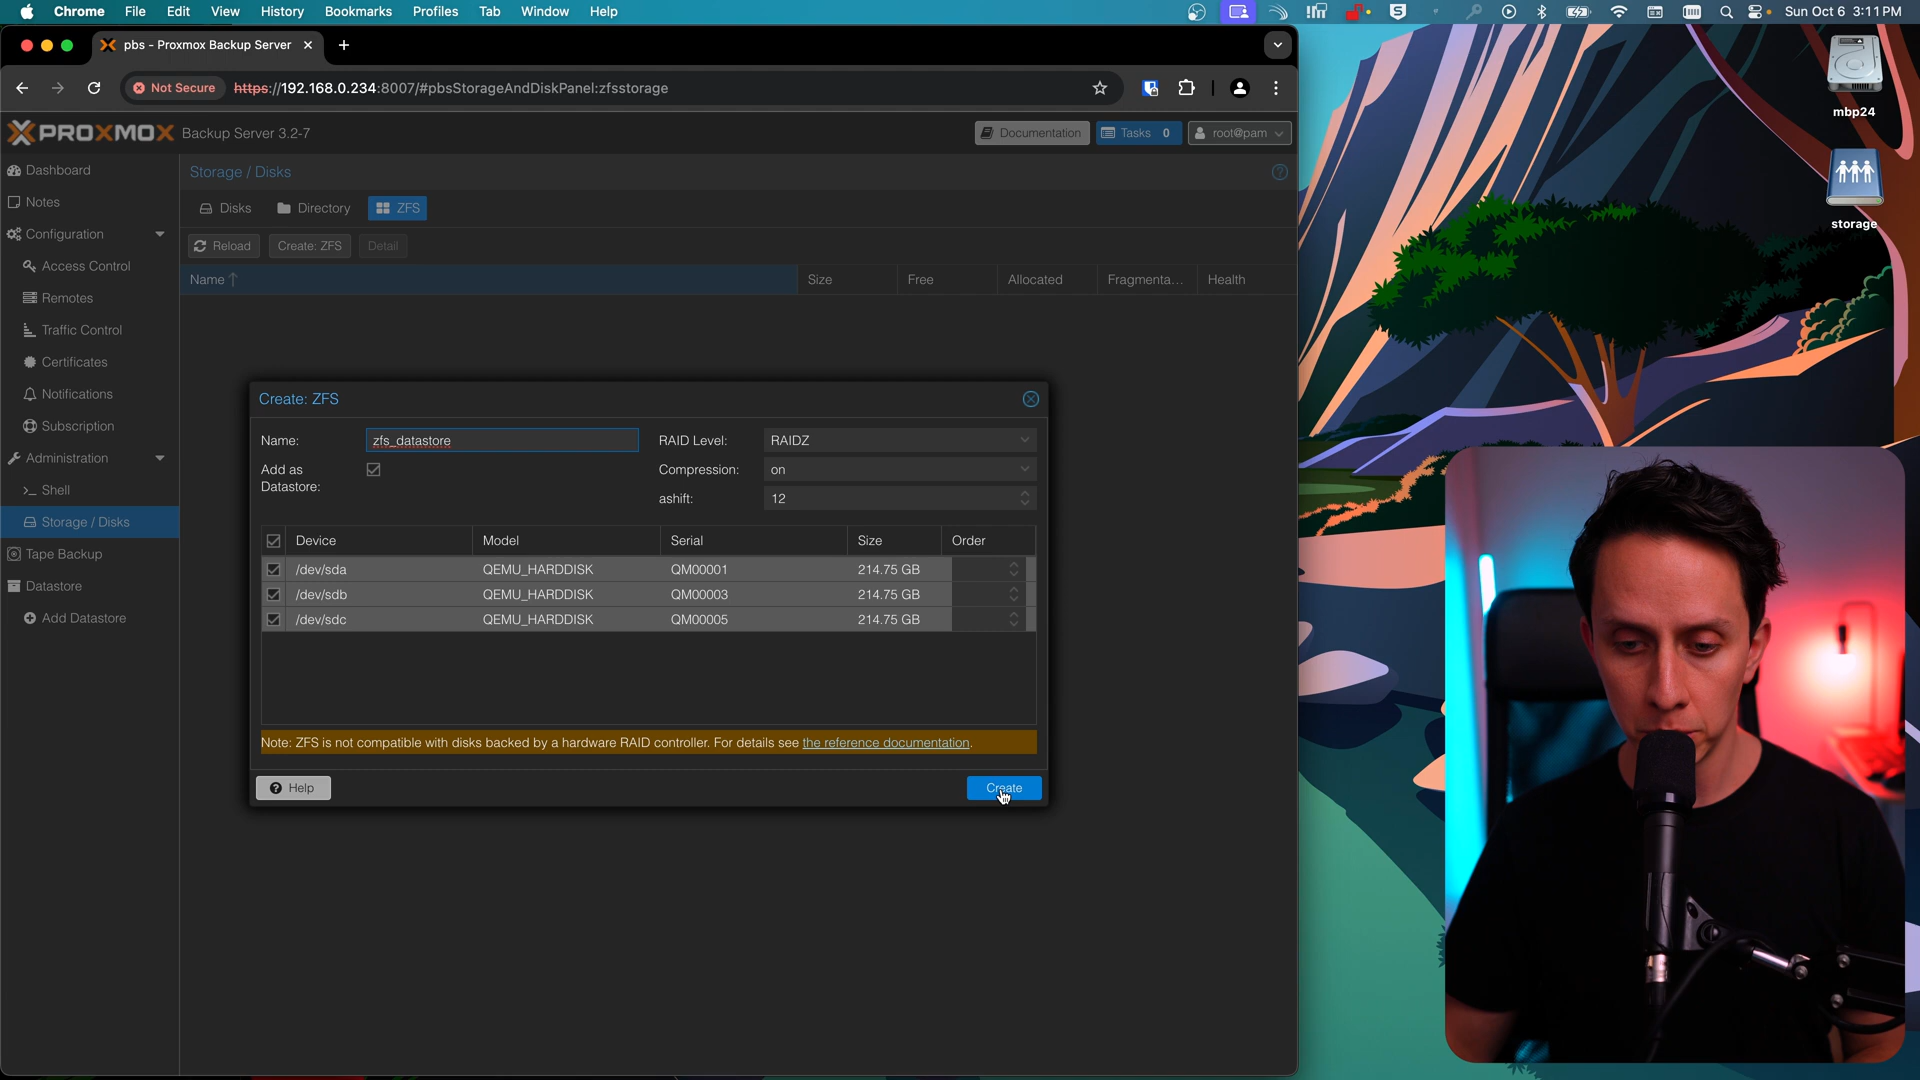 Chrome File Edit View History Bookmarks Profiles Tab Window Help Sun Oct 6 3:11 PM
pbs - Proxmox Backup Server
Not Secure https://192.168.0.234:8007/#pbsStorageAndDiskPanel:zfsstorage
PROXMOX Backup Server 3.2-7 Documentation Tasks 0 root@pam
Dashboard
Notes
Configuration
Access Control
Remotes
Traffic Control
Certificates
Notifications
Subscription
Administration
Shell
Storage / Disks
Tape Backup
Datastore
Add Datastore
Storage / Disks
Disks Directory ZFS
Reload Create: ZFS Detail
Name Size Free Allocated Fragmenta... Health
Create: ZFS
Name: zfs_datastore RAID Level: RAIDZ
Add as Datastore: Compression: on
ashift: 12
Device Model Serial Size Order
/dev/sda QEMU_HARDDISK QM00001 214.75 GB
/dev/sdb QEMU_HARDDISK QM00003 214.75 GB
/dev/sdc QEMU_HARDDISK QM00005 214.75 GB
Note: ZFS is not compatible with disks backed by a hardware RAID controller. For details see the reference documentation.
Help Create
mbp24
storage